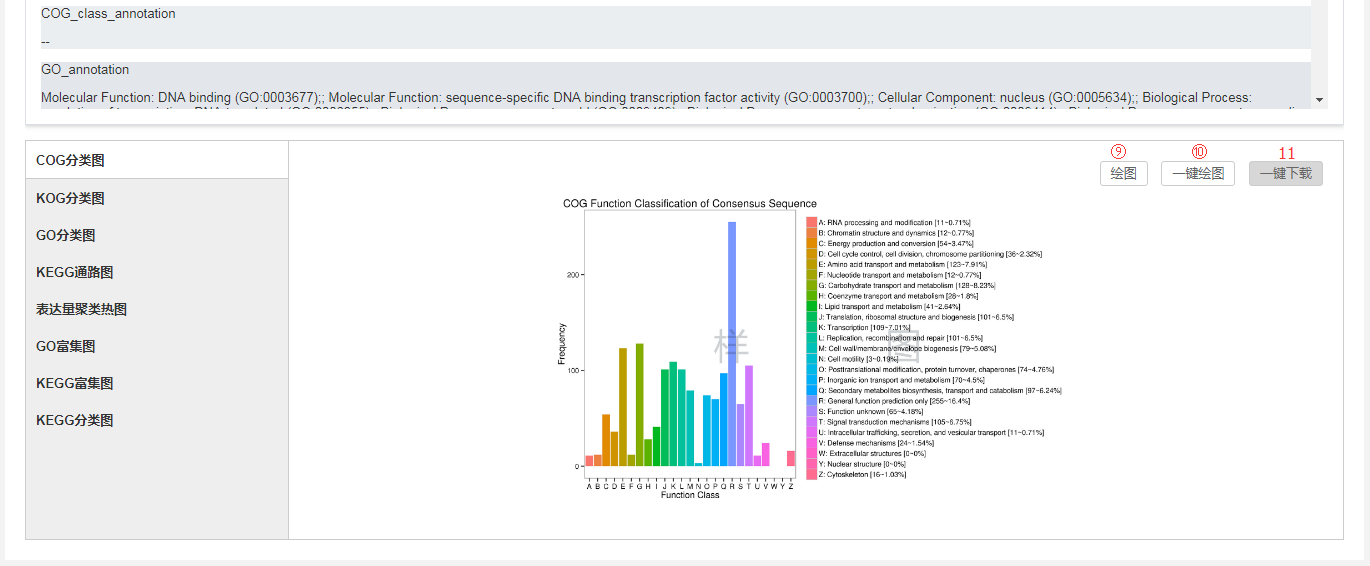 COG_class_annotation
--
GO_annotation
Molecular Function: DNA binding (GO:0003677);; Molecular Function: sequence-specific DNA binding transcription factor activity (GO:0003700);; Cellular Component: nucleus (GO:0005634);; Biological Process:
COG分类图
KOG分类图
GO分类图
KEGG通路图
表达量聚类热图
GO富集图
KEGG富集图
KEGG分类图
⑨ ⑩ 11
绘图 一键绘图 一键下载
COG Function Classification of Consensus Sequence
Frequency
200
100
0
A B C D E F G H I J K L M N O P Q R S T U V W Y Z
Function Class
样图
A: RNA processing and modification [11~0.71%]
B: Chromatin structure and dynamics [12~0.77%]
C: Energy production and conversion [54~3.47%]
D: Cell cycle control, cell division, chromosome partitioning [36~2.32%]
E: Amino acid transport and metabolism [123~7.91%]
F: Nucleotide transport and metabolism [12~0.77%]
G: Carbohydrate transport and metabolism [128~8.23%]
H: Coenzyme transport and metabolism [28~1.8%]
I: Lipid transport and metabolism [41~2.64%]
J: Translation, ribosomal structure and biogenesis [101~6.5%]
K: Transcription [109~7.01%]
L: Replication, recombination and repair [101~6.5%]
M: Cell wall/membrane/envelope biogenesis [79~5.08%]
N: Cell motility [3~0.19%]
O: Posttranslational modification, protein turnover, chaperones [74~4.76%]
P: Inorganic ion transport and metabolism [70~4.5%]
Q: Secondary metabolites biosynthesis, transport and catabolism [97~6.24%]
R: General function prediction only [255~16.4%]
S: Function unknown [65~4.18%]
T: Signal transduction mechanisms [105~6.75%]
U: Intracellular trafficking, secretion, and vesicular transport [11~0.71%]
V: Defense mechanisms [24~1.54%]
W: Extracellular structures [0~0%]
Y: Nuclear structure [0~0%]
Z: Cytoskeleton [16~1.03%]